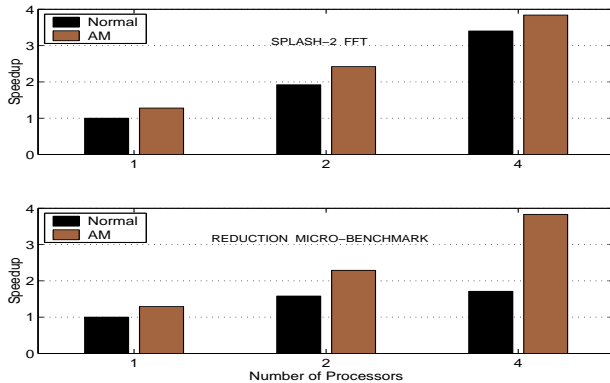 4
Normal
AM
SPLASH-2 FFT
3
2
1
0
Speedup
1
2
4
4
Normal
AM
REDUCTION MICRO-BENCHMARK
3
2
1
0
Speedup
1
2
4
Number of Processors